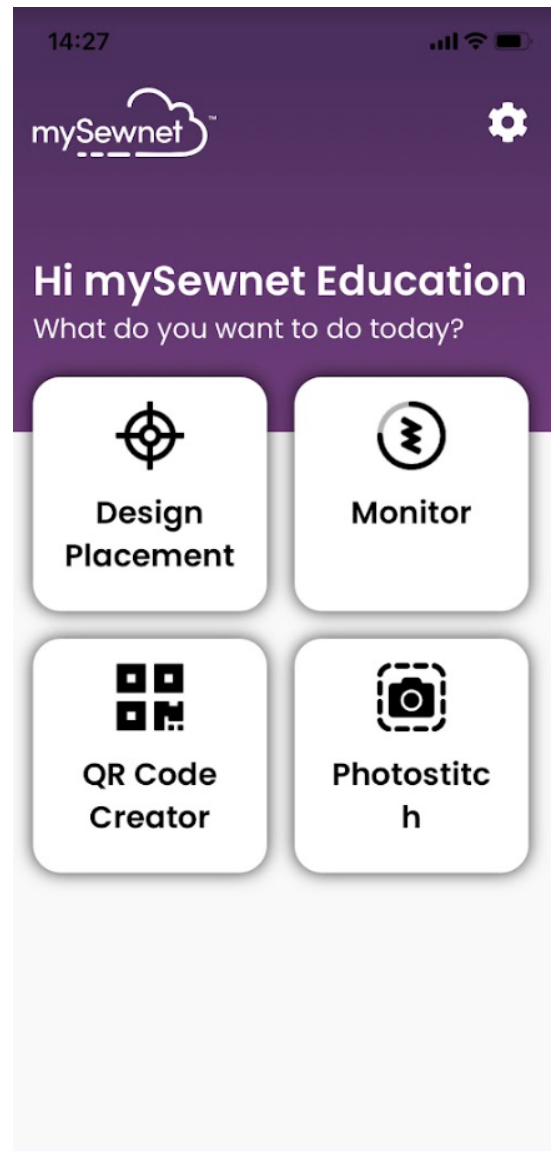 14:27
mySewnet™
Hi mySewnet Education
What do you want to do today?
Design
Placement
Monitor
QR Code
Creator
Photostitc
h